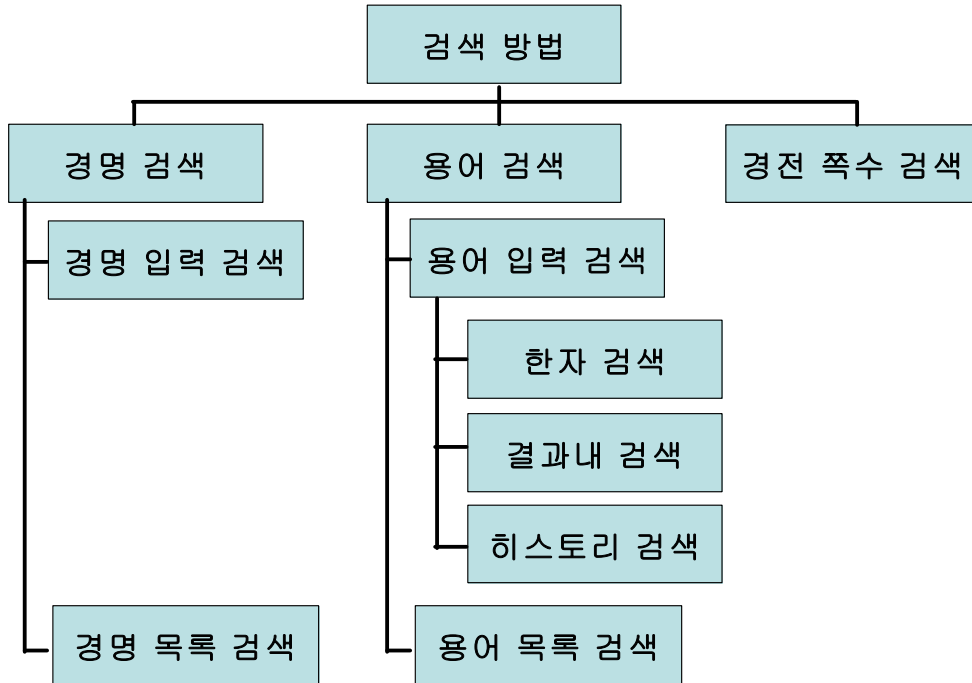 검색 방법
경명 검색
용어 검색
경전 쪽수 검색
경명 입력 검색
용어 입력 검색
한자 검색
결과내 검색
히스토리 검색
경명 목록 검색
용어 목록 검색